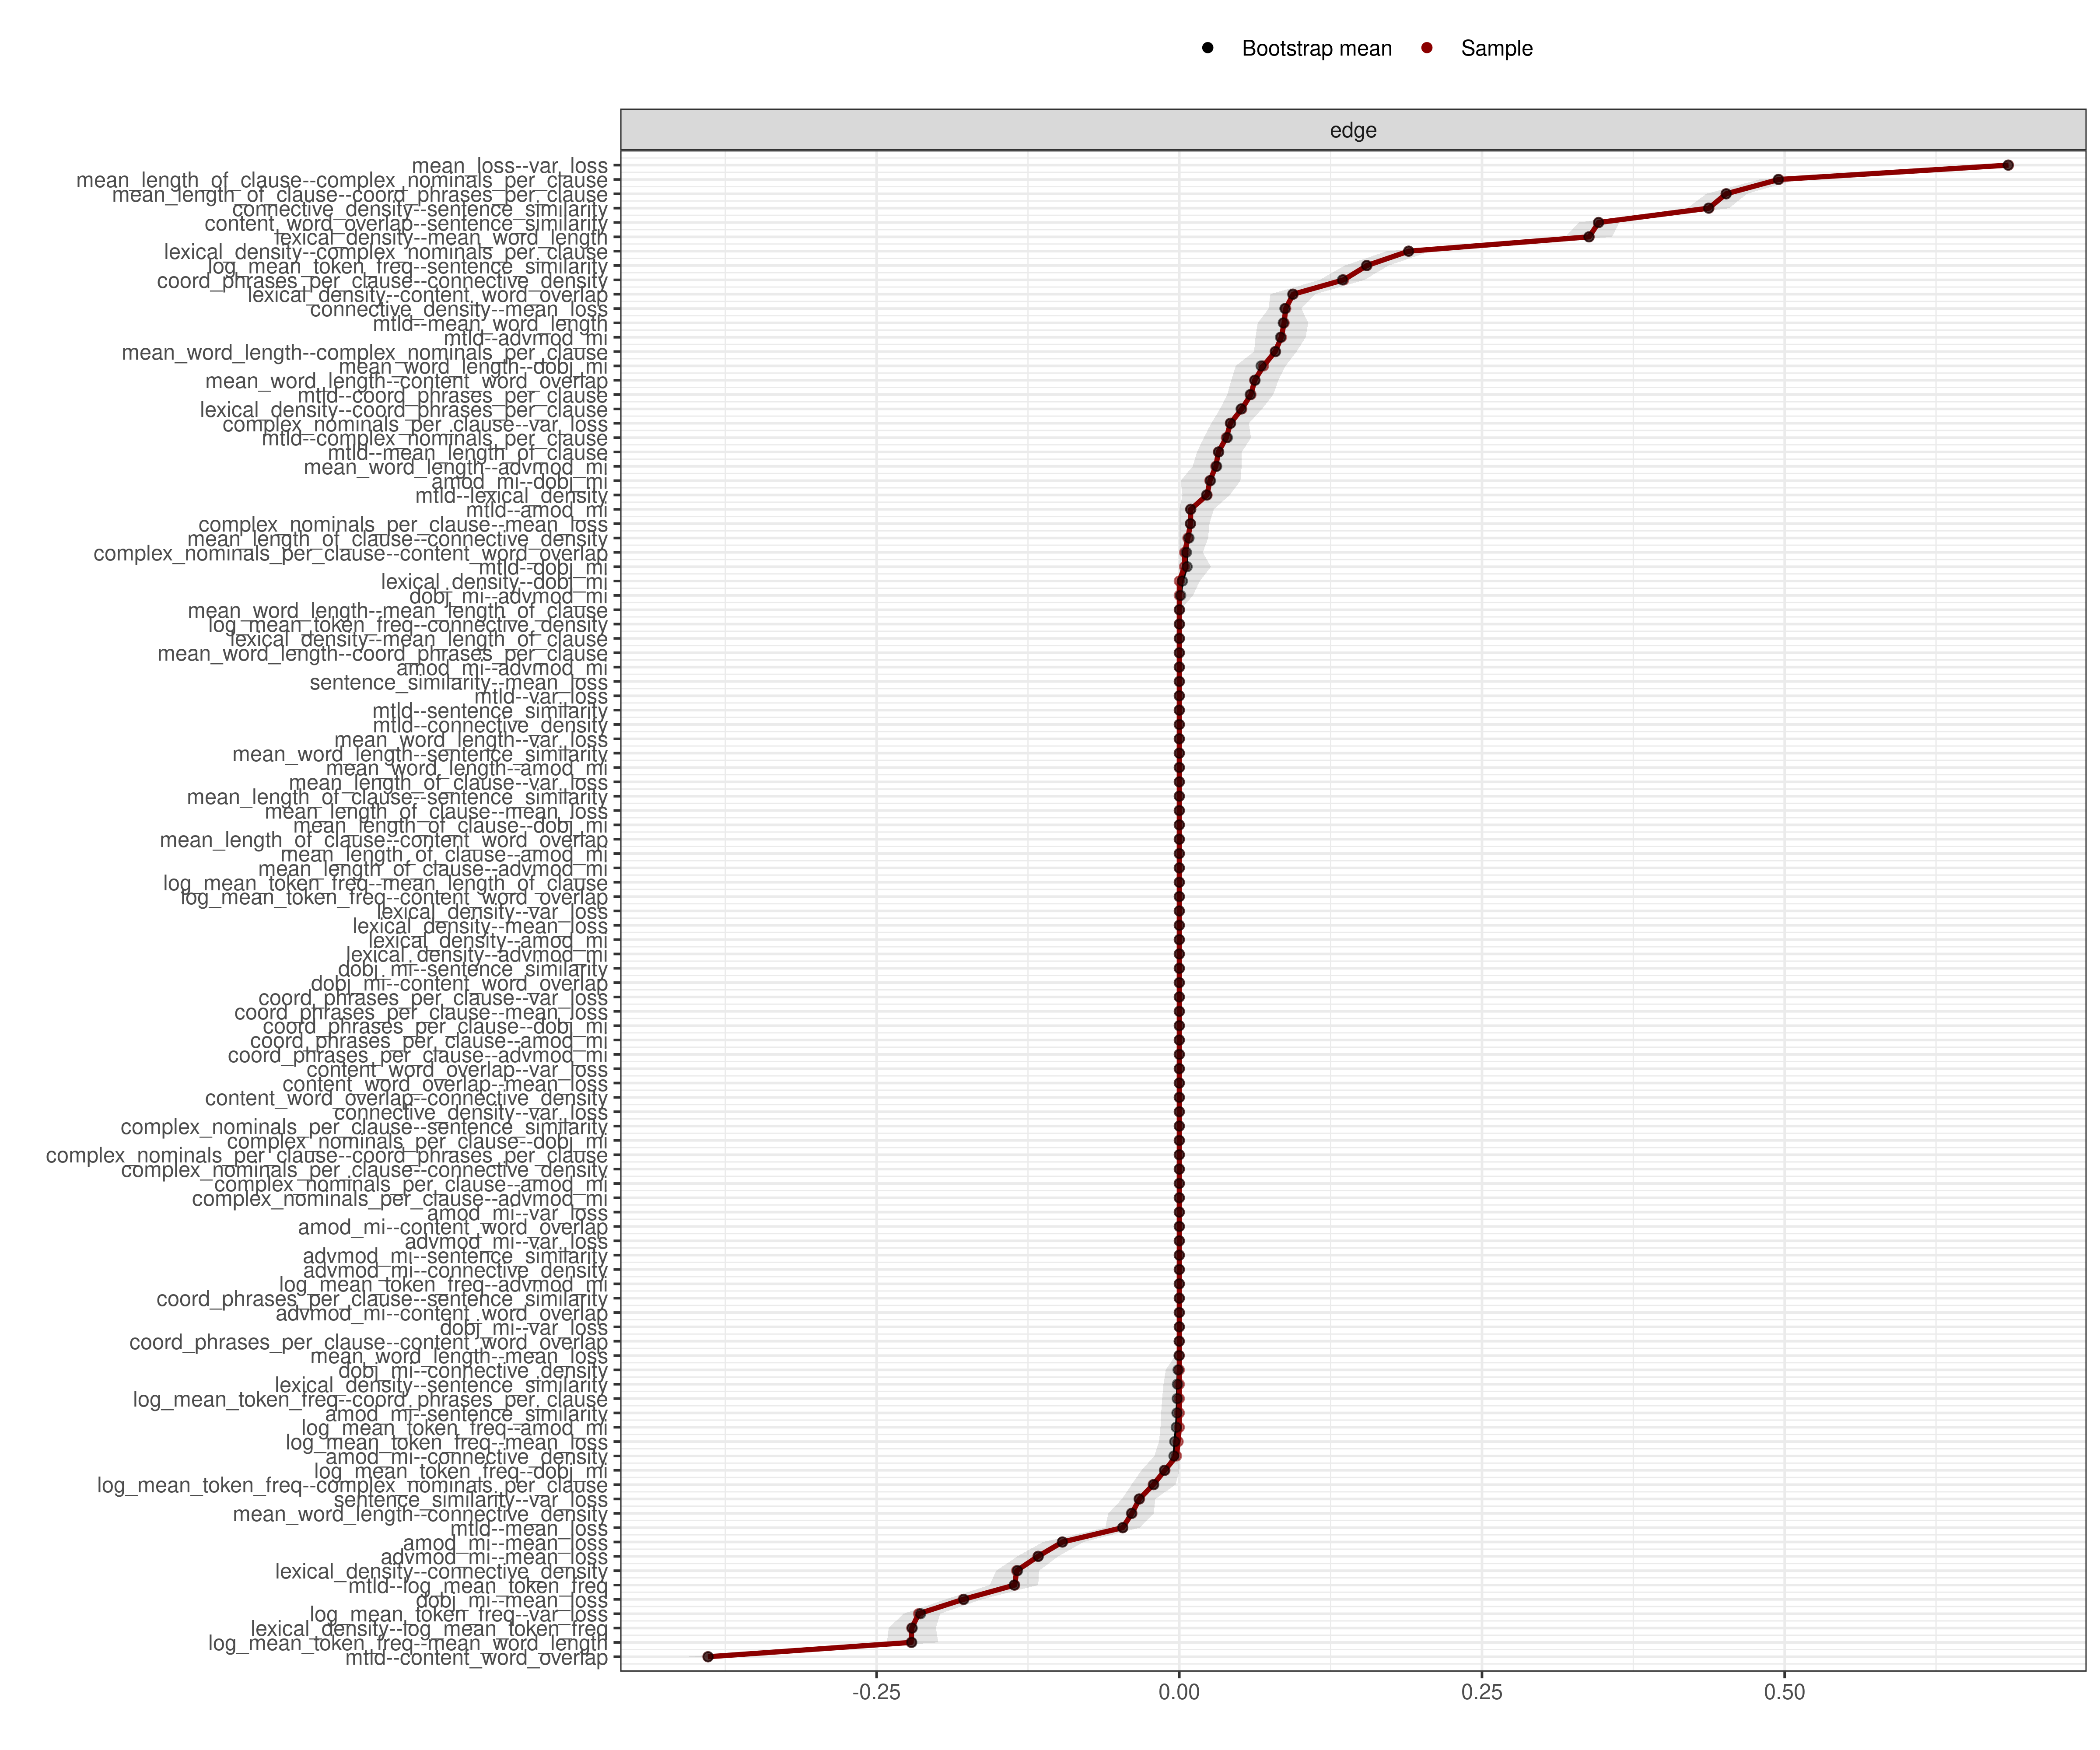 Bootstrap mean Sample
edge
mean_loss--var_loss
mean_length_of_clause--complex_nominals_per_clause
mean_length_of_clause--coord_phrases_per_clause
connective_density--sentence_similarity
content_word_overlap--sentence_similarity
lexical_density--mean_word_length
lexical_density--complex_nominals_per_clause
log_mean_token_freq--sentence_similarity
coord_phrases_per_clause--connective_density
lexical_density--content_word_overlap
connective_density--mean_loss
mtld--mean_word_length
mtld--advmod_mi
mean_word_length--complex_nominals_per_clause
mean_word_length--dobj_mi
mean_word_length--content_word_overlap
mtld--coord_phrases_per_clause
lexical_density--coord_phrases_per_clause
complex_nominals_per_clause--var_loss
mtld--complex_nominals_per_clause
mtld--mean_length_of_clause
mean_word_length--advmod_mi
amod_mi--dobj_mi
mtld--lexical_density
mtld--amod_mi
complex_nominals_per_clause--mean_loss
mean_length_of_clause--connective_density
complex_nominals_per_clause--content_word_overlap
mtld--dobj_mi
lexical_density--dobj_mi
dobj_mi--advmod_mi
mean_word_length--mean_length_of_clause
log_mean_token_freq--connective_density
lexical_density--mean_length_of_clause
mean_word_length--coord_phrases_per_clause
amod_mi--advmod_mi
sentence_similarity--mean_loss
mtld--var_loss
mtld--sentence_similarity
mtld--connective_density
mean_word_length--var_loss
mean_word_length--sentence_similarity
mean_word_length--amod_mi
mean_length_of_clause--var_loss
mean_length_of_clause--sentence_similarity
mean_length_of_clause--mean_loss
mean_length_of_clause--dobj_mi
mean_length_of_clause--content_word_overlap
mean_length_of_clause--amod_mi
mean_length_of_clause--advmod_mi
log_mean_token_freq--mean_length_of_clause
log_mean_token_freq--content_word_overlap
lexical_density--var_loss
lexical_density--mean_loss
lexical_density--amod_mi
lexical_density--advmod_mi
dobj_mi--sentence_similarity
dobj_mi--content_word_overlap
coord_phrases_per_clause--var_loss
coord_phrases_per_clause--mean_loss
coord_phrases_per_clause--dobj_mi
coord_phrases_per_clause--amod_mi
coord_phrases_per_clause--advmod_mi
content_word_overlap--var_loss
content_word_overlap--mean_loss
content_word_overlap--connective_density
connective_density--var_loss
complex_nominals_per_clause--sentence_similarity
complex_nominals_per_clause--dobj_mi
complex_nominals_per_clause--coord_phrases_per_clause
complex_nominals_per_clause--connective_density
complex_nominals_per_clause--amod_mi
complex_nominals_per_clause--advmod_mi
amod_mi--var_loss
amod_mi--content_word_overlap
advmod_mi--var_loss
advmod_mi--sentence_similarity
advmod_mi--connective_density
log_mean_token_freq--advmod_mi
coord_phrases_per_clause--sentence_similarity
advmod_mi--content_word_overlap
dobj_mi--var_loss
coord_phrases_per_clause--content_word_overlap
mean_word_length--mean_loss
dobj_mi--connective_density
lexical_density--sentence_similarity
log_mean_token_freq--coord_phrases_per_clause
amod_mi--sentence_similarity
log_mean_token_freq--amod_mi
log_mean_token_freq--mean_loss
amod_mi--connective_density
log_mean_token_freq--dobj_mi
log_mean_token_freq--complex_nominals_per_clause
sentence_similarity--var_loss
mean_word_length--connective_density
mtld--mean_loss
amod_mi--mean_loss
advmod_mi--mean_loss
lexical_density--connective_density
mtld--log_mean_token_freq
dobj_mi--mean_loss
log_mean_token_freq--var_loss
lexical_density--log_mean_token_freq
log_mean_token_freq--mean_word_length
mtld--content_word_overlap
-0.25 0.00 0.25 0.50